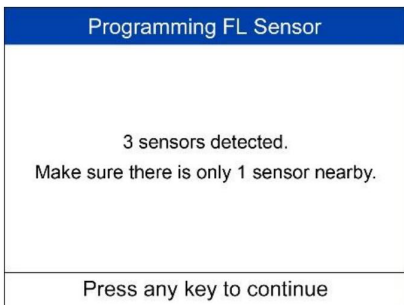 Programming FL Sensor
3 sensors detected.
Make sure there is only 1 sensor nearby.
Press any key to continue